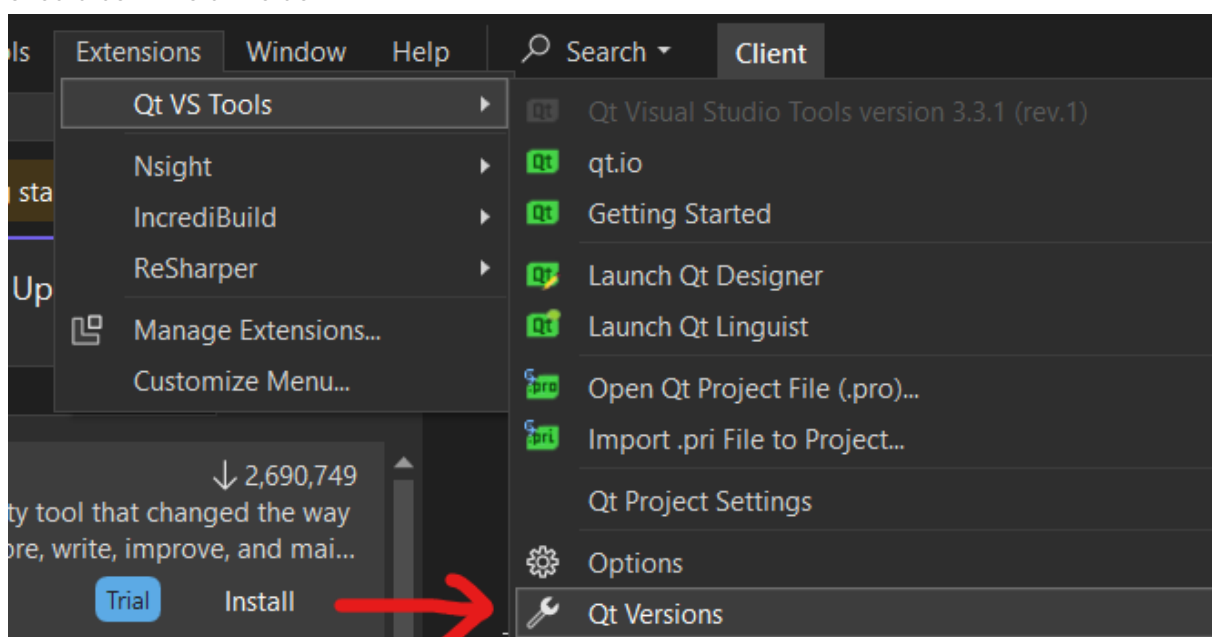 ls Extensions Window Help Search Client
Qt VS Tools
Nsight
IncrediBuild
ReSharper
Manage Extensions...
Customize Menu...
Qt Visual Studio Tools version 3.3.1 (rev.1)
qt.io
Getting Started
Launch Qt Designer
Launch Qt Linguist
Open Qt Project File (.pro)...
Import .pri File to Project...
Qt Project Settings
Options
Qt Versions
sta
Up
2,690,749
ty tool that changed the way
ore, write, improve, and mai...
Trial Install